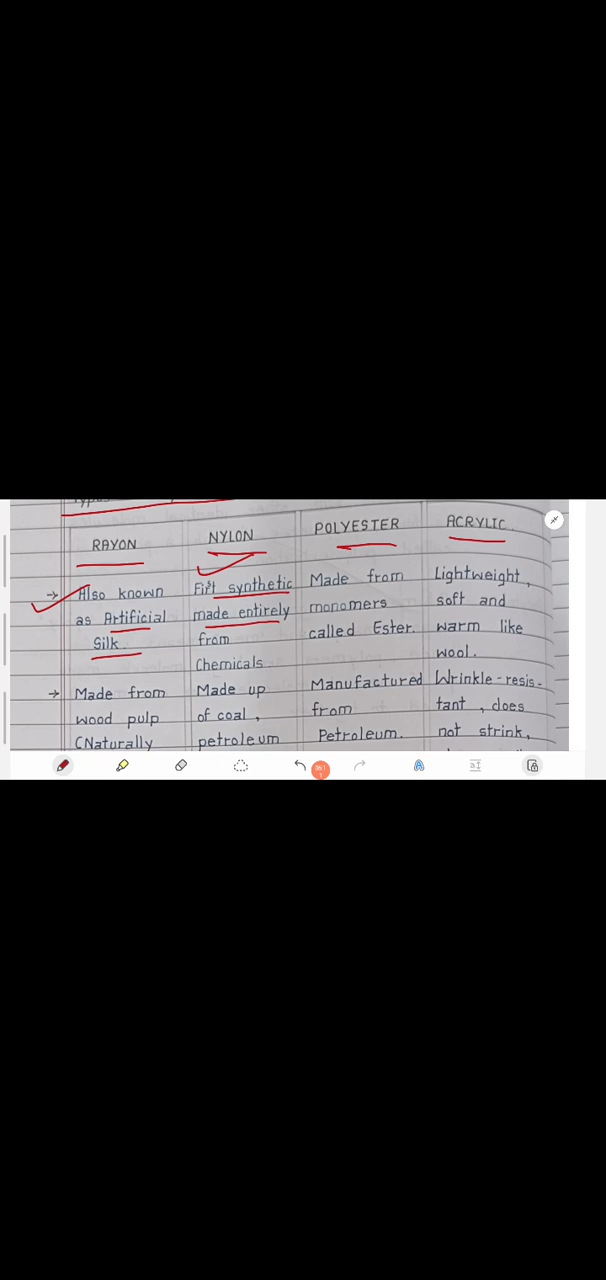 RAYON NYLON POLYESTER ACRYLIC.
→ Also known
as Artificial
Silk.
Firt synthetic
made entirely
from
Chemicals
Made from
monomers
called Ester.
Lightweight,
soft and
warm like
wool.
→ Made from
wood pulp
(Naturally
Made up
of coal,
petroleum
Manufactured
from
Petroleum.
Wrinkle-resis-
tant, does
not strink,